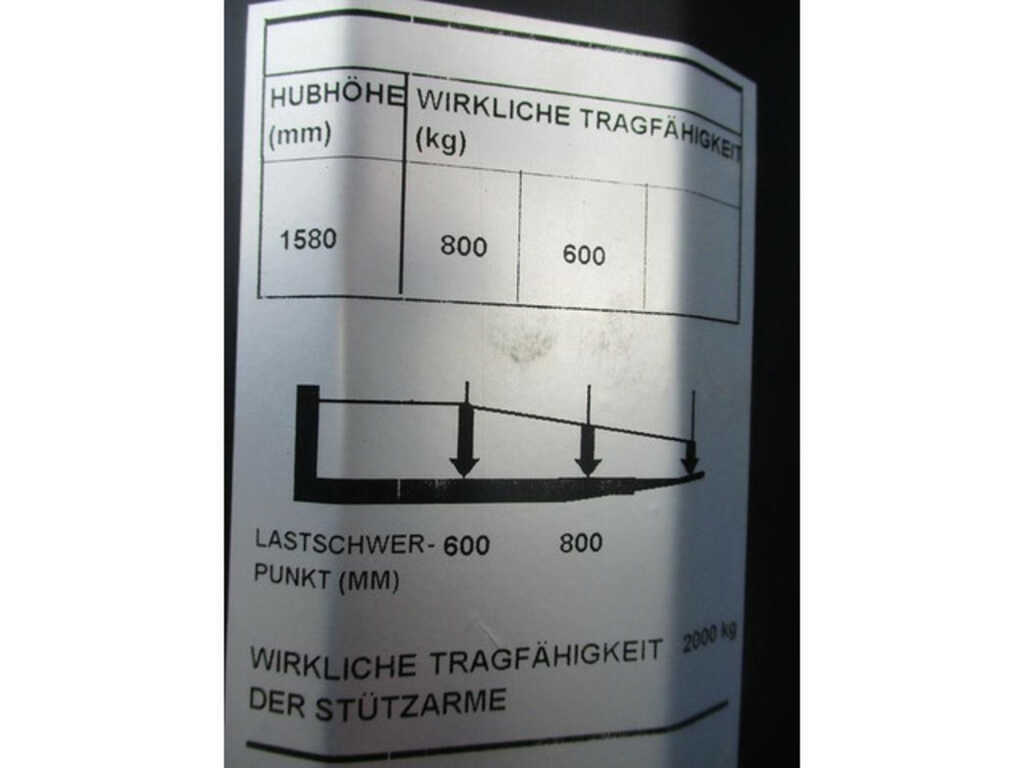 HUBHÖHE WIRKLICHE TRAGFÄHIGKEIT
(mm) (kg)
1580 800 600
LASTSCHWER- 600 800
PUNKT (MM)
WIRKLICHE TRAGFÄHIGKEIT 2000 kg
DER STÜTZARME